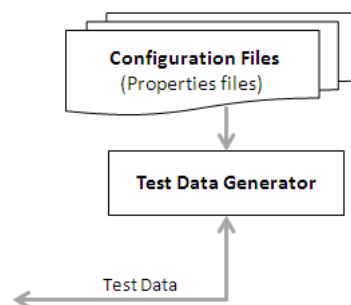 Configuration Files
(Properties files)
Test Data Generator
Test Data